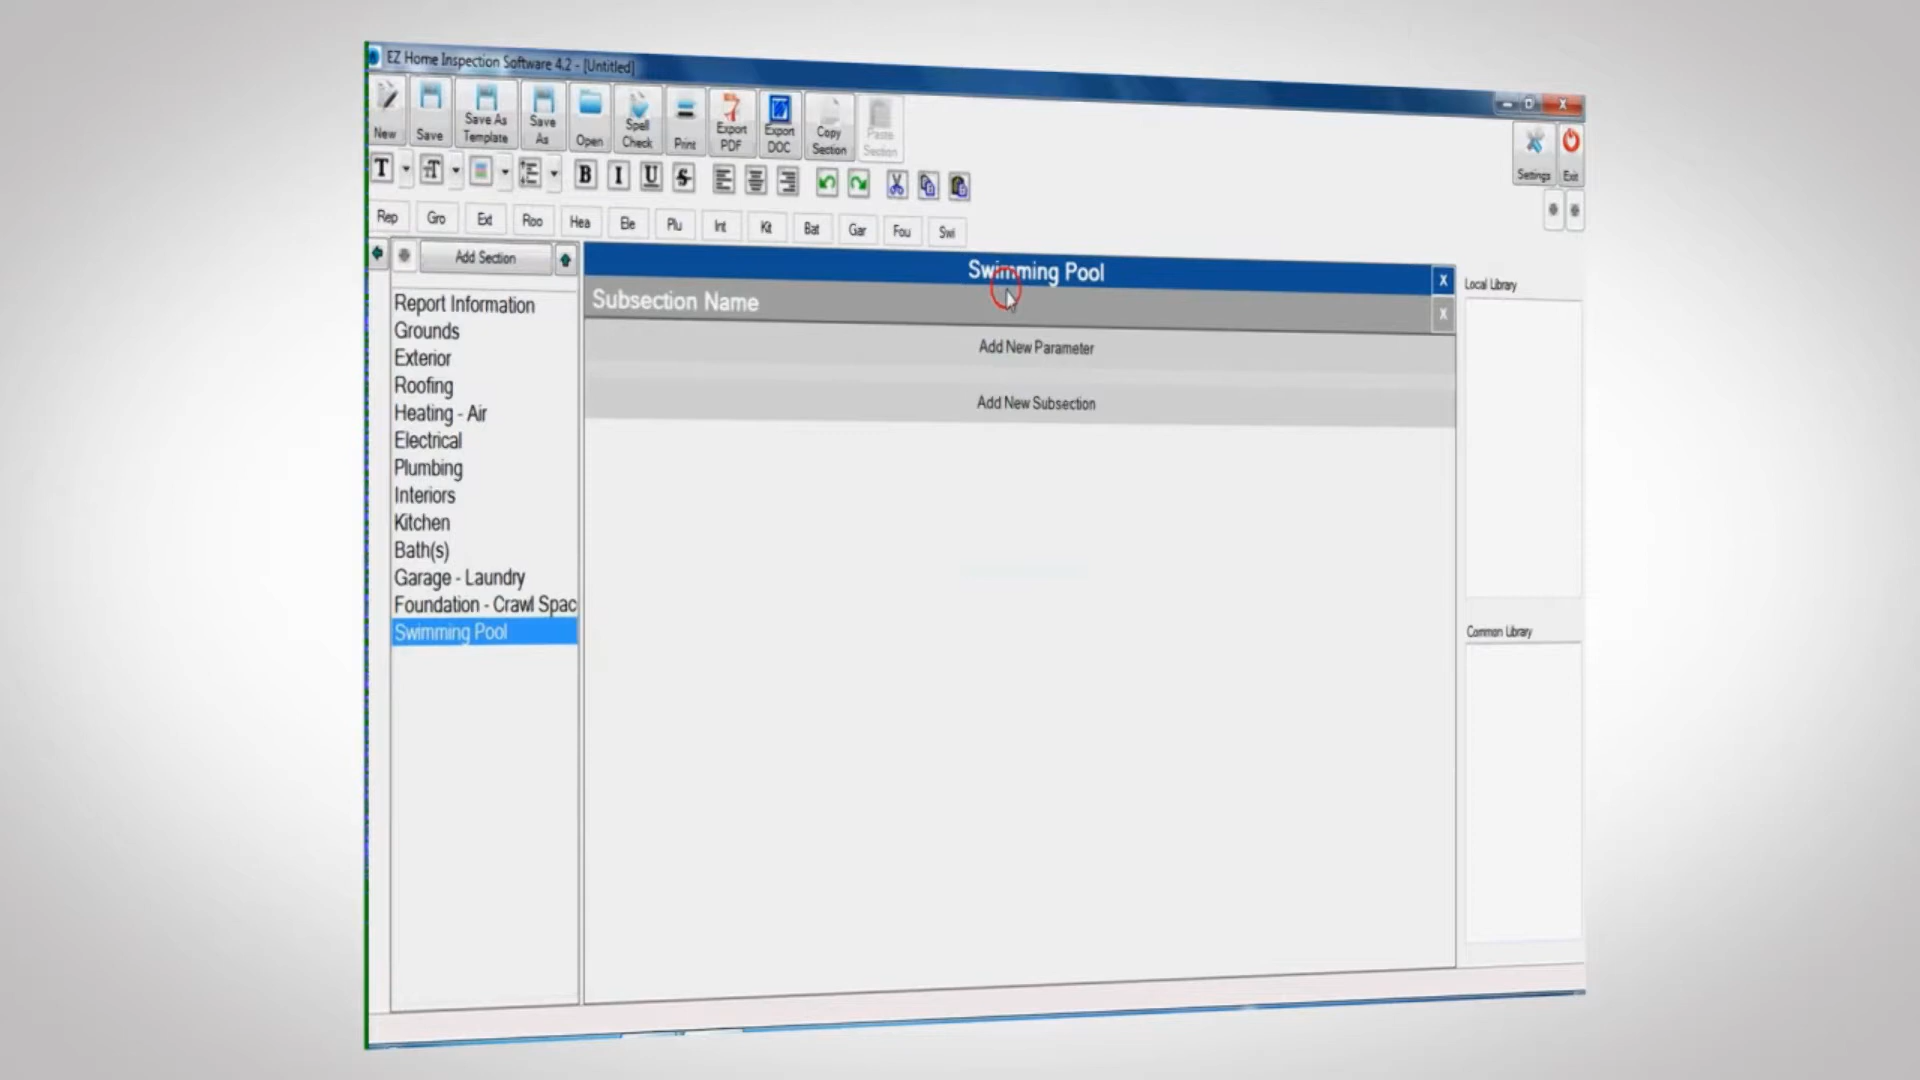 EZ Home Inspection Software 4.2 - [Untitled]
New
Save
Save As Template
Save As
Open
Spell Check
Print
Export PDF
Export DOC
Copy Section
Paste Section
Settings
Exit
T
T
B
I
U
S
Rep
Gro
Ext
Roo
Hea
Ele
Plu
Int
Kit
Bat
Gar
Fou
Swi
Add Section
Report Information
Grounds
Exterior
Roofing
Heating - Air
Electrical
Plumbing
Interiors
Kitchen
Bath(s)
Garage - Laundry
Foundation - Crawl Spac
Swimming Pool
Swimming Pool
X
Subsection Name
X
Add New Parameter
Add New Subsection
Local Library
Common Library